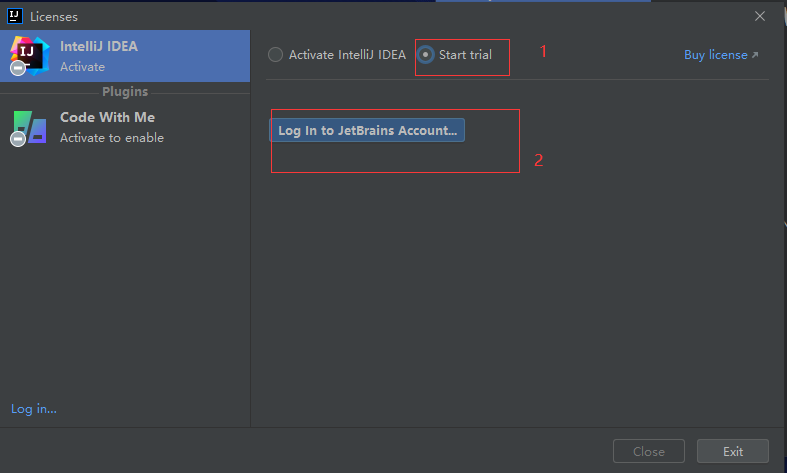 Licenses
IntelliJ IDEA
Activate
Plugins
Code With Me
Activate to enable
Log in...
Activate IntelliJ IDEA
Start trial
1
Buy license
Log In to JetBrains Account...
2
Close
Exit